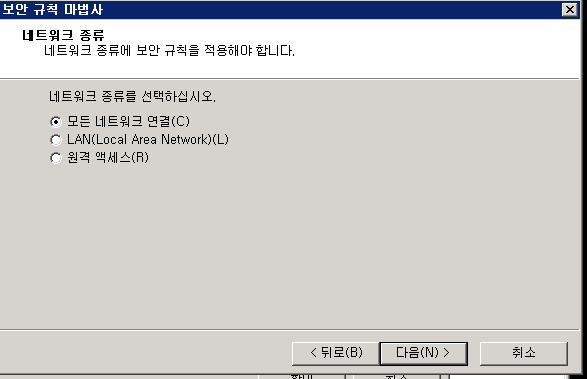 보안 규칙 마법사
네트워크 종류
네트워크 종류에 보안 규칙을 적용해야 합니다.
네트워크 종류를 선택하십시오.
모든 네트워크 연결(C)
LAN(Local Area Network)(L)
원격 액세스(R)
< 뒤로(B) 다음(N) > 취소